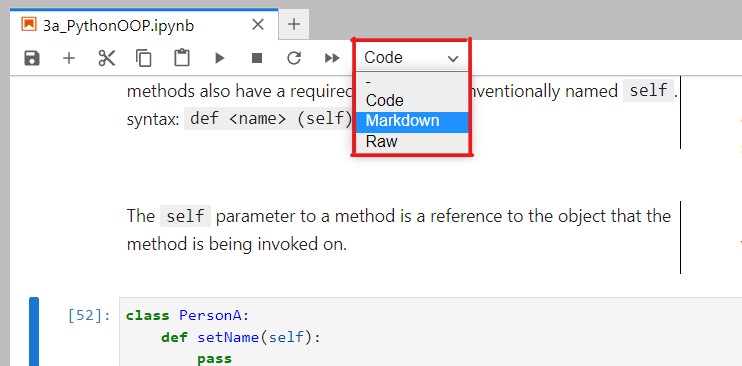 3a_PythonOOP.ipynb
Code
-
Code
Markdown
Raw
methods also have a required nventionally named self.
syntax: def <name> (self)
The self parameter to a method is a reference to the object that the
method is being invoked on.
[52]: class PersonA:
def setName(self):
pass